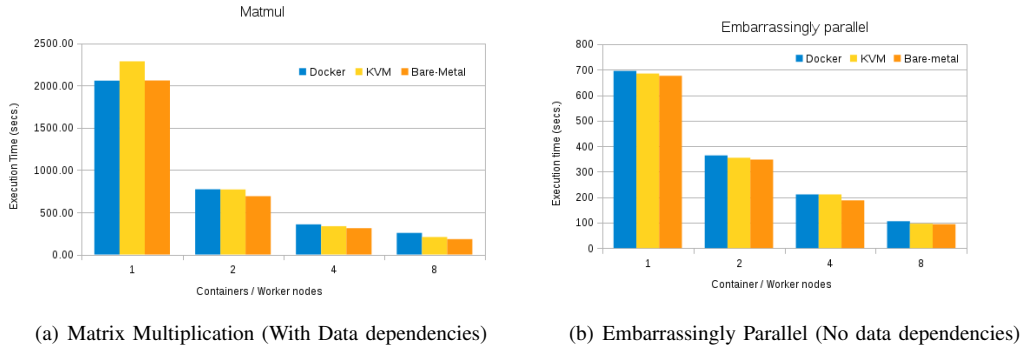 Matmul
2500.00
2000.00
1500.00
1000.00
500.00
0.00
Execution Time (secs.)
Docker KVM Bare-Metal
1 2 4 8
Containers / Worker nodes
(a) Matrix Multiplication (With Data dependencies)
Embarrassingly parallel
800
700
600
500
400
300
200
100
0
Execution time (secs.)
Docker KVM Bare-metal
1 2 4 8
Container / Worker nodes
(b) Embarrassingly Parallel (No data dependencies)